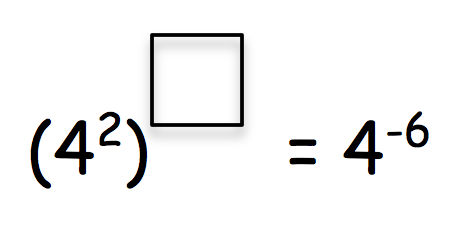 (4²)□ = 4⁻⁶